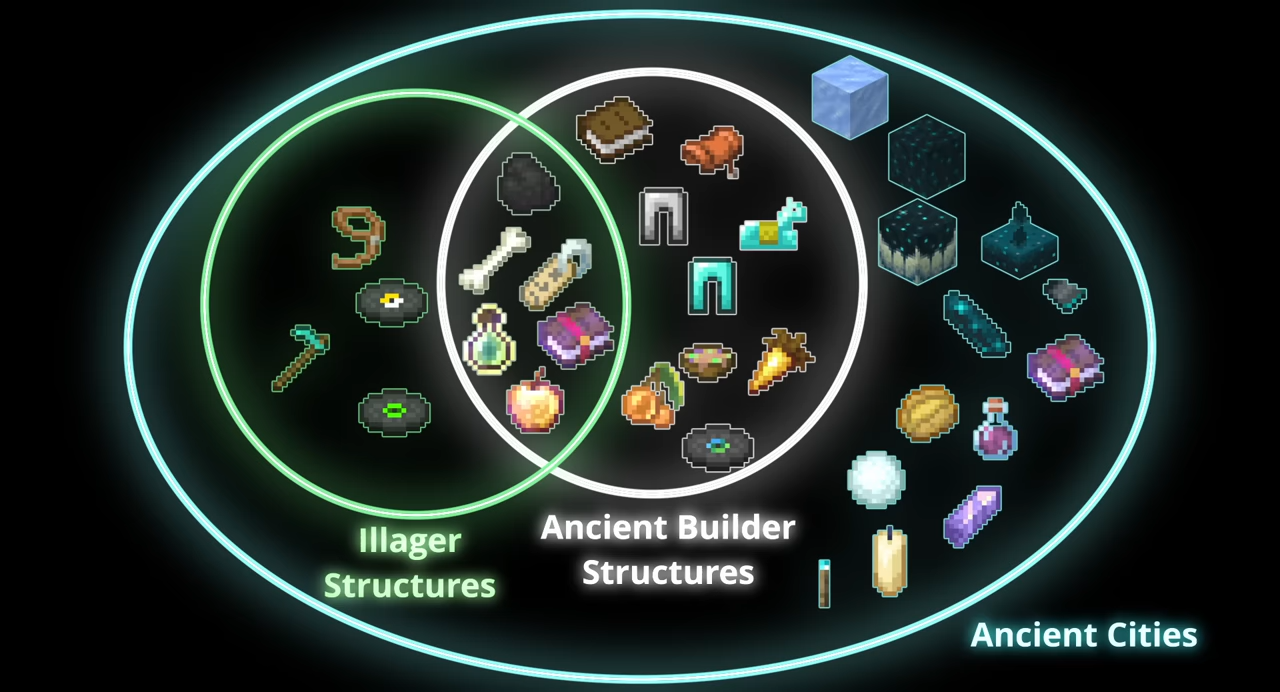 Illager
Structures
Ancient Builder
Structures
Ancient Cities